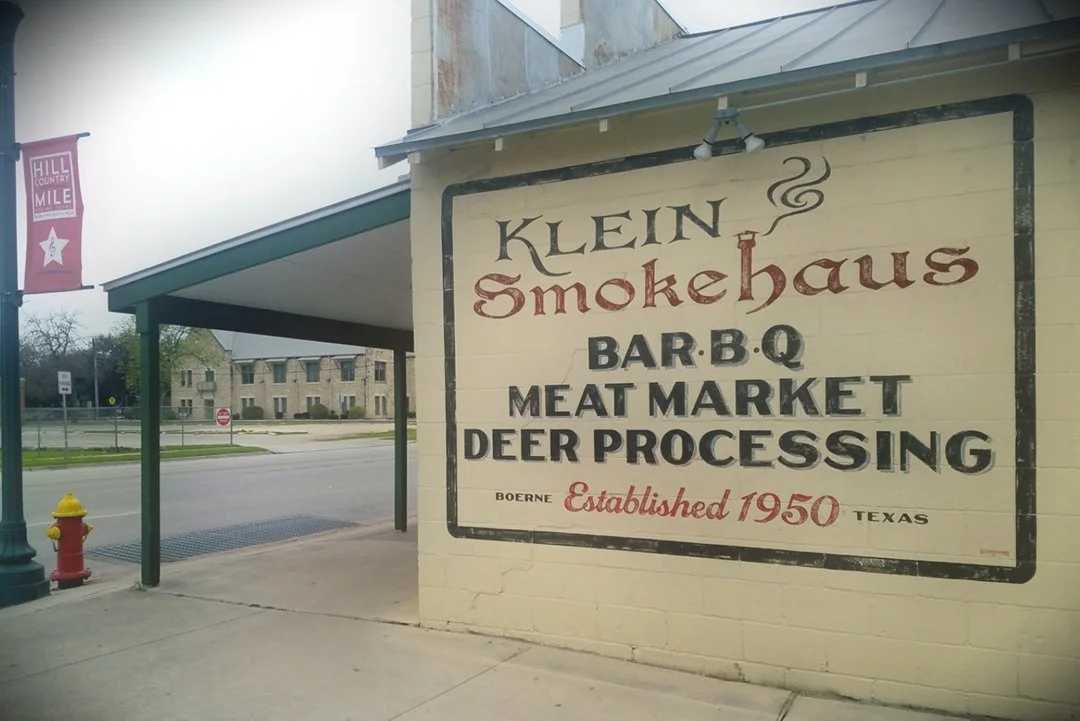 HILL
COUNTRY
MILE
KLEIN
Smokehaus
BAR·B·Q
MEAT MARKET
DEER PROCESSING
BOERNE Established 1950 TEXAS